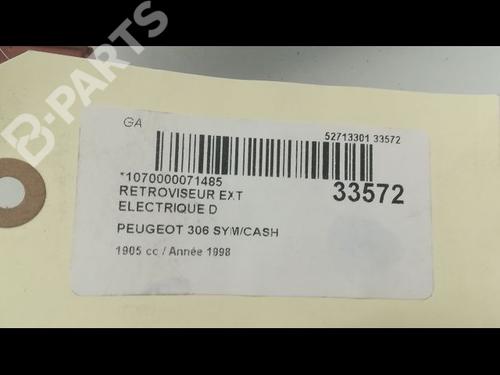 B-PARTS
GA
52713301 33572
*1070000071485
33572
RETROVISEUR EXT
ELECTRIQUE D
PEUGEOT 306 SYM/CASH
1905 cc / Année 1998